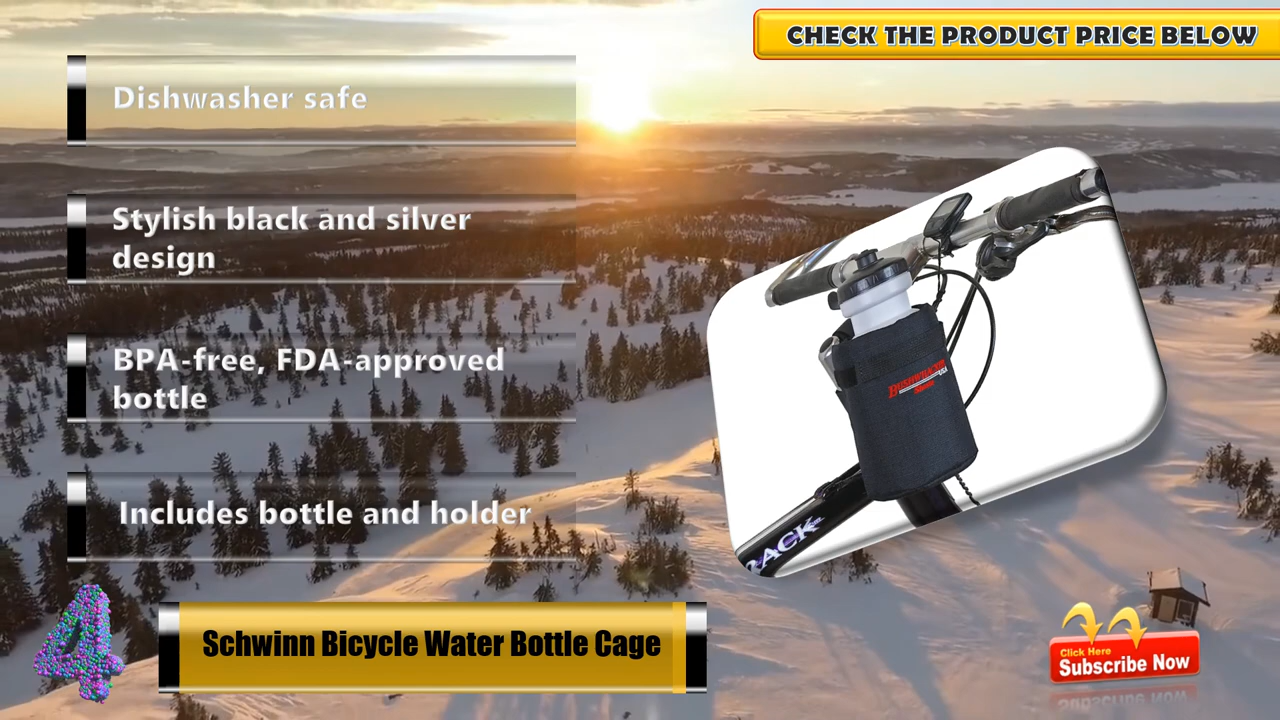 CHECK THE PRODUCT PRICE BELOW
Dishwasher safe
Stylish black and silver
design
BPA-free, FDA-approved
bottle
Includes bottle and holder
4
Schwinn Bicycle Water Bottle Cage
Click Here
Subscribe Now